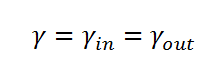 γ = γ_in = γ_out